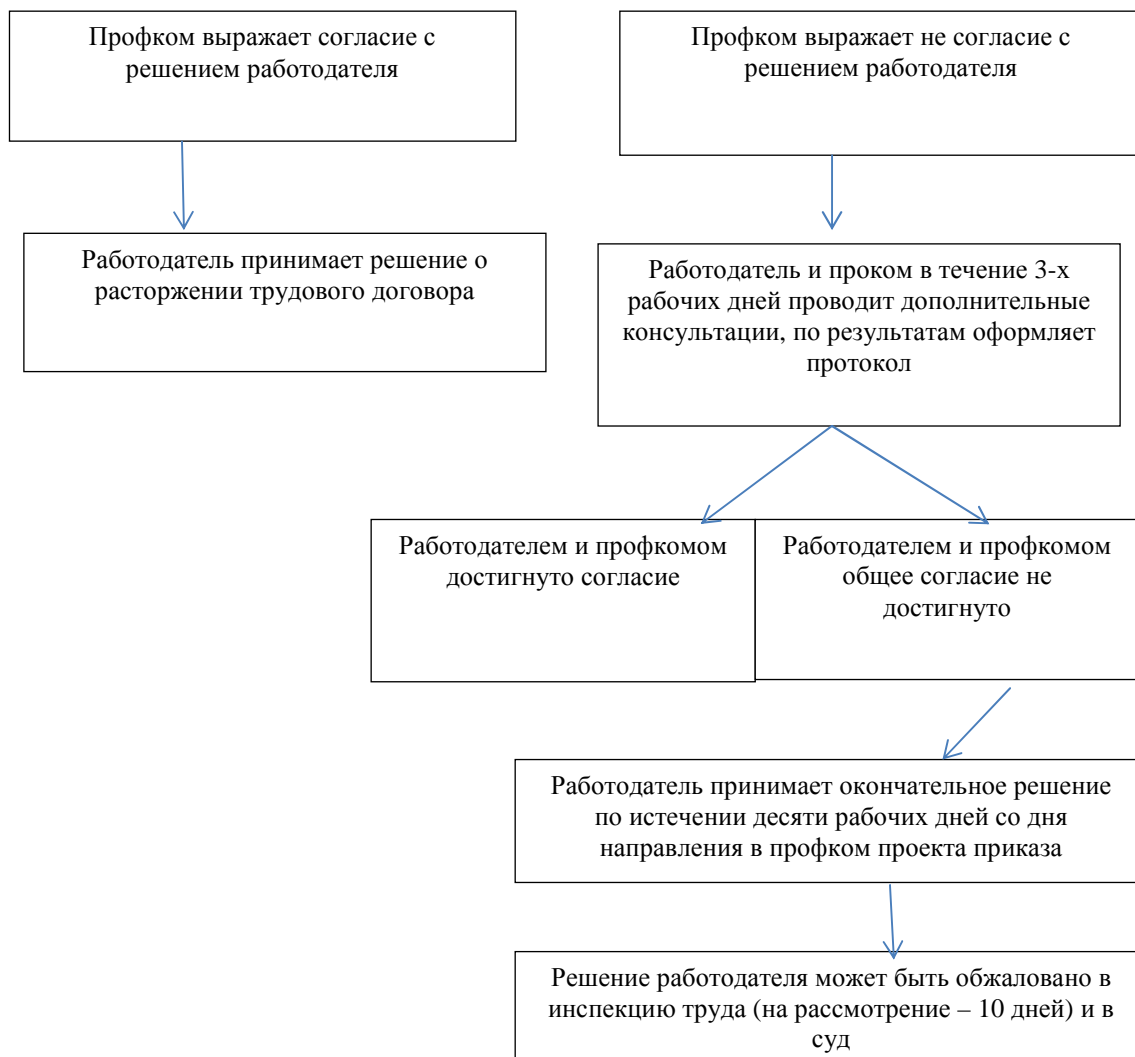 Профком выражает согласие с
решением работодателя
Профком выражает не согласие с
решением работодателя
Работодатель принимает решение о
расторжении трудового договора
Работодатель и проком в течение 3-х
рабочих дней проводит дополнительные
консультации, по результатам оформляет
протокол
Работодателем и профкомом
достигнуто согласие
Работодателем и профкомом
общее согласие не
достигнуто
Работодатель принимает окончательное решение
по истечении десяти рабочих дней со дня
направления в профком проекта приказа
Решение работодателя может быть обжаловано в
инспекцию труда (на рассмотрение – 10 дней) и в
суд